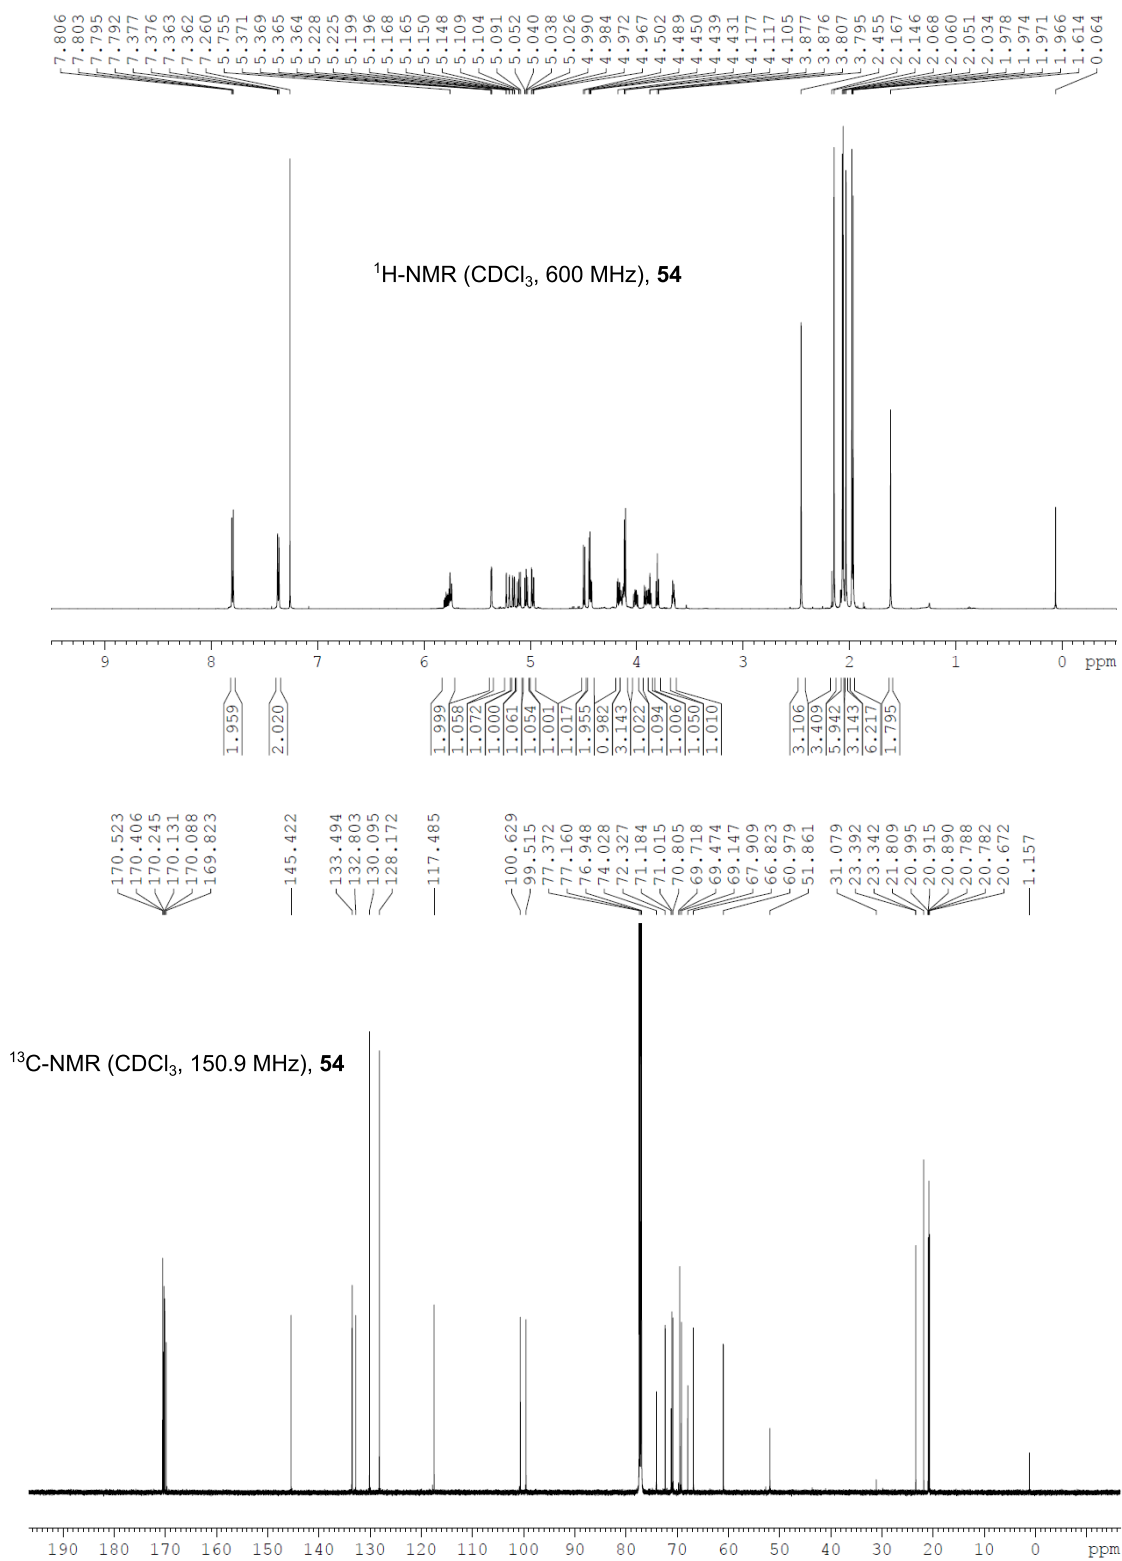 7.806 7.803 7.795 7.792 7.377 7.376 7.363 7.362 7.260 5.755 5.371 5.369 5.365 5.364 5.228 5.225 5.199 5.196 5.168 5.165 5.150 5.148 5.109 5.104 5.091 5.052 5.040 5.038 5.026 4.990 4.984 4.972 4.967 4.502 4.489 4.450 4.439 4.431 4.177 4.117 4.105 3.877 3.876 3.807 3.795 2.455 2.167 2.146 2.068 2.060 2.051 2.034 1.978 1.974 1.971 1.966 1.614 0.064
¹H-NMR (CDCl₃, 600 MHz), 54
9 8 7 6 5 4 3 2 1 0 ppm
1.959 2.020 1.999 1.058 1.072 1.000 1.061 1.054 1.001 1.017 1.955 0.982 3.143 1.022 1.094 1.006 1.050 1.010 3.106 3.409 5.942 3.143 6.217 1.795
170.523 170.406 170.245 170.131 170.088 169.823 145.422 133.494 132.803 130.095 128.172 117.485 100.629 99.515 77.372 77.160 76.948 74.028 72.327 71.184 71.015 70.805 69.718 69.474 69.147 67.909 66.823 60.979 51.861 31.079 23.392 23.342 21.809 20.995 20.915 20.890 20.788 20.782 20.672 1.157
¹³C-NMR (CDCl₃, 150.9 MHz), 54
190 180 170 160 150 140 130 120 110 100 90 80 70 60 50 40 30 20 10 0 ppm